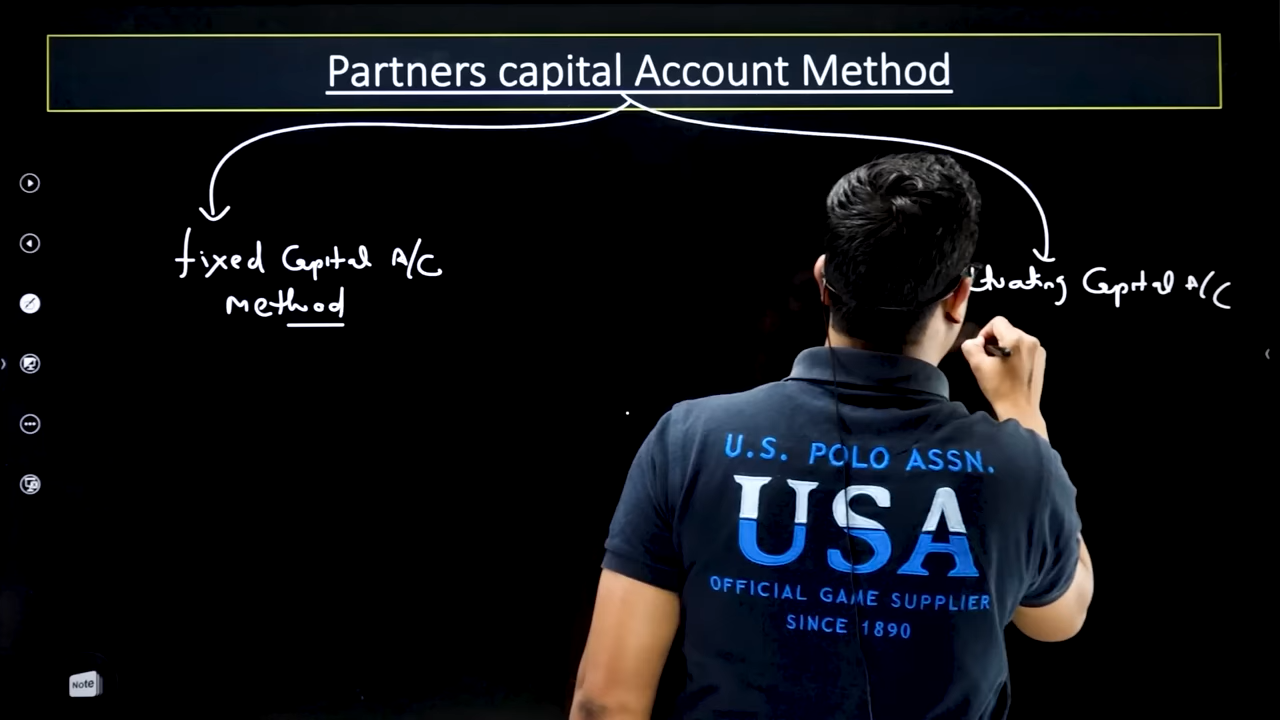 Partners capital Account Method
fixed Capital A/C
Method
Capital A/C
U.S. POLO ASSN.
USA
OFFICIAL GAME SUPPLIER
SINCE 1890
Note